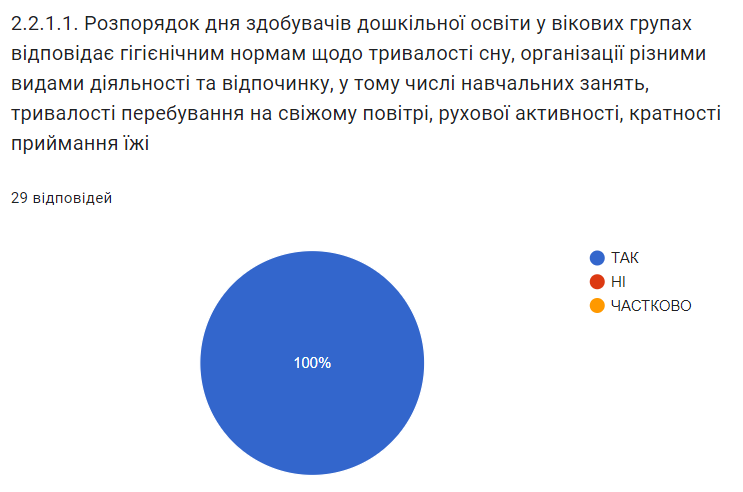 2.2.1.1. Розпорядок дня здобувачів дошкільної освіти у вікових групах
відповідає гігієнічним нормам щодо тривалості сну, організації різними
видами діяльності та відпочинку, у тому числі навчальних занять,
тривалості перебування на свіжому повітрі, рухової активності, кратності
приймання їжі
29 відповідей
ТАК
НІ
ЧАСТКОВО
100%